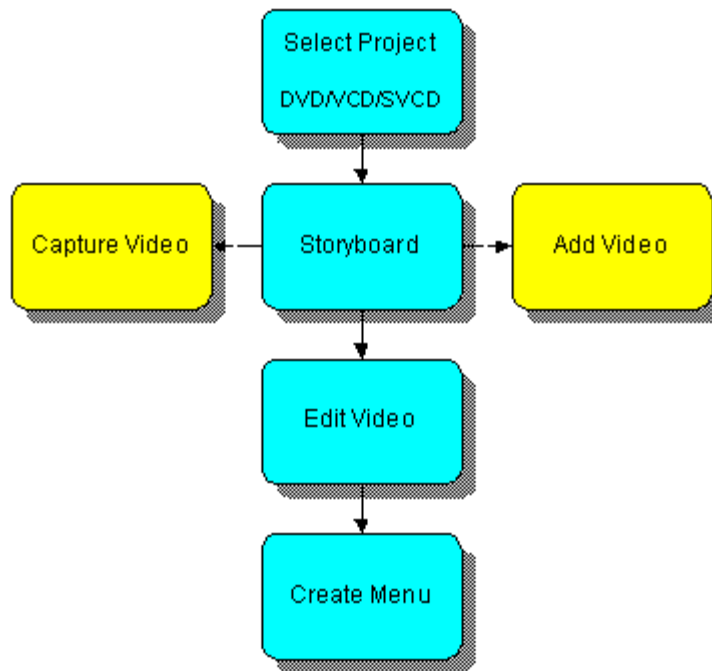 Select Project
DVD/VCD/SVCD
Capture Video
Storyboard
Add Video
Edit Video
Create Menu